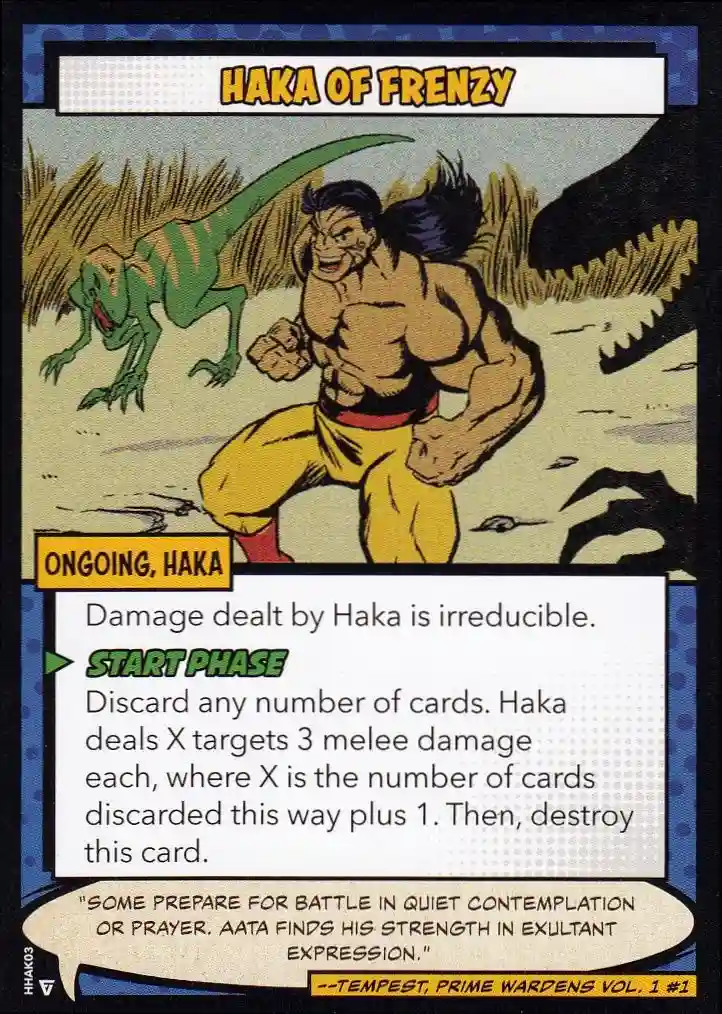 HAKA OF FRENZY
ONGOING, HAKA
Damage dealt by Haka is irreducible.
START PHASE
Discard any number of cards. Haka
deals X targets 3 melee damage
each, where X is the number of cards
discarded this way plus 1. Then, destroy
this card.
"SOME PREPARE FOR BATTLE IN QUIET CONTEMPLATION
OR PRAYER. AATA FINDS HIS STRENGTH IN EXULTANT
EXPRESSION."
--TEMPEST, PRIME WARDENS VOL. 1 #1
HHAK03